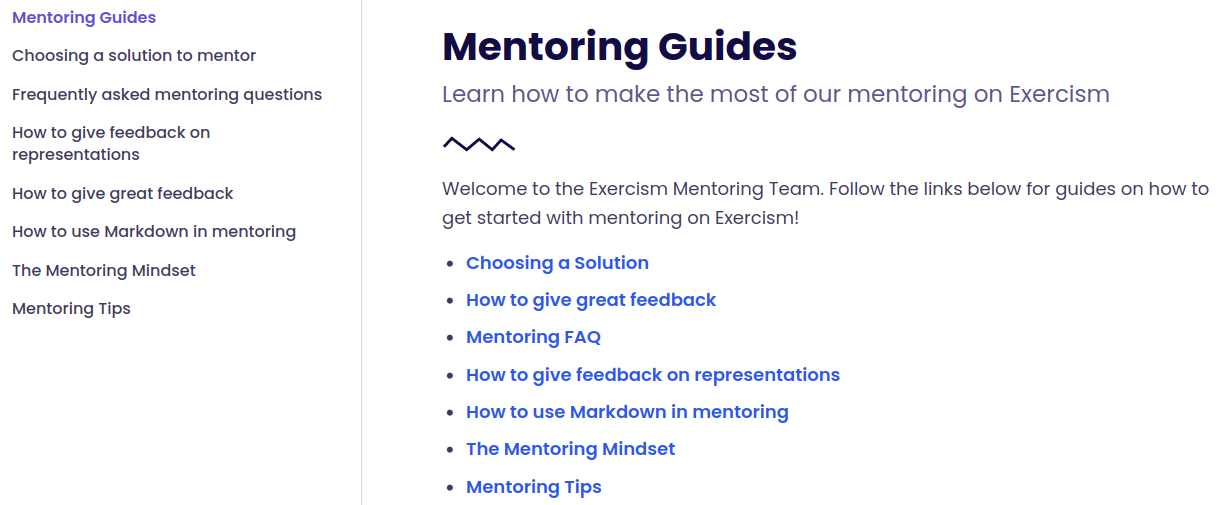 Mentoring Guides
Choosing a solution to mentor
Frequently asked mentoring questions
How to give feedback on
representations
How to give great feedback
How to use Markdown in mentoring
The Mentoring Mindset
Mentoring Tips
Mentoring Guides
Learn how to make the most of our mentoring on Exercism
Welcome to the Exercism Mentoring Team. Follow the links below for guides on how to
get started with mentoring on Exercism!
Choosing a Solution
How to give great feedback
Mentoring FAQ
How to give feedback on representations
How to use Markdown in mentoring
The Mentoring Mindset
Mentoring Tips